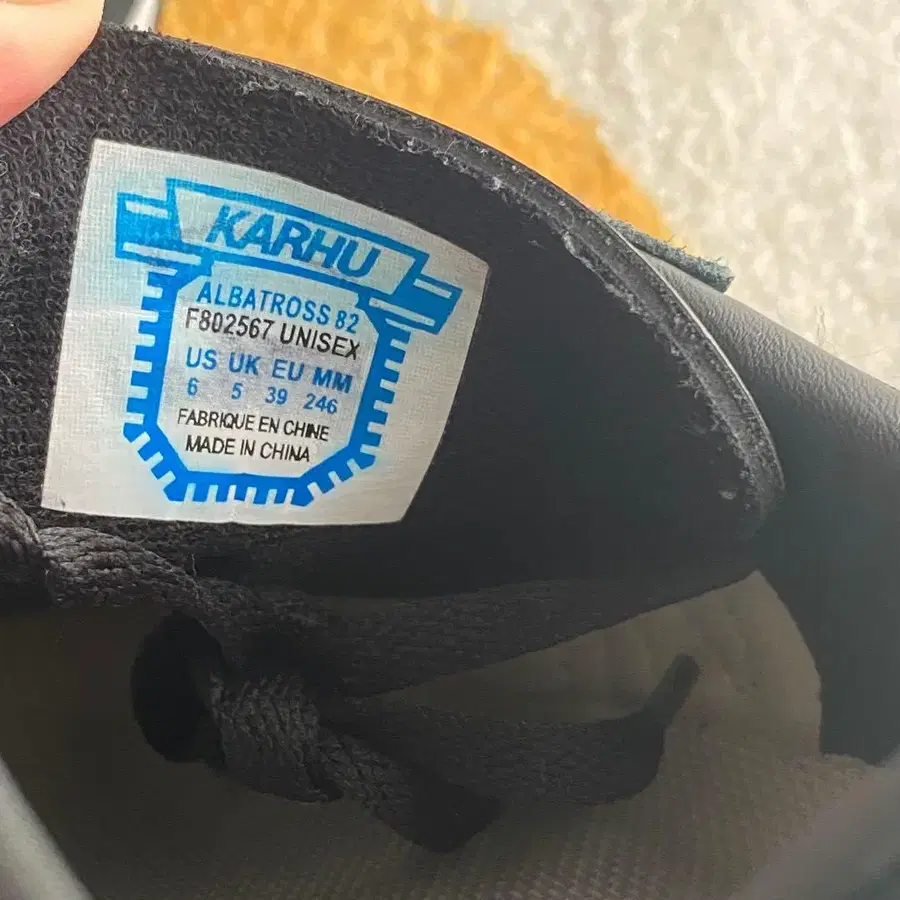 KARHU
ALBATROSS 82
F802567 UNISEX
US UK EU MM
6 5 39 246
FABRIQUE EN CHINE
MADE IN CHINA